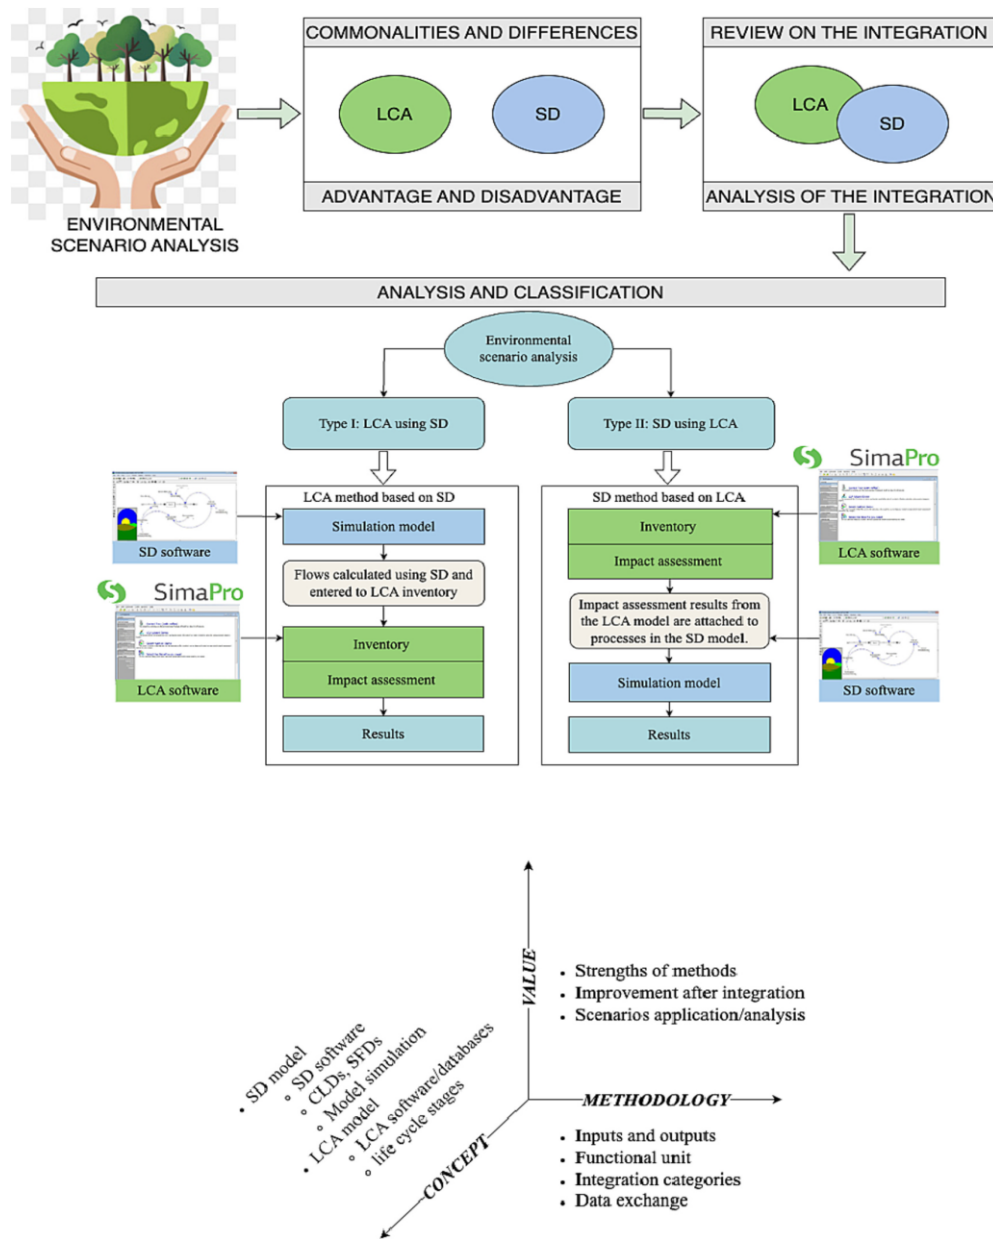 COMMONALITIES AND DIFFERENCES
LCA
SD
ADVANTAGE AND DISADVANTAGE
REVIEW ON THE INTEGRATION
LCA
SD
ANALYSIS OF THE INTEGRATION
ENVIRONMENTAL
SCENARIO ANALYSIS
ANALYSIS AND CLASSIFICATION
Environmental
scenario analysis
Type I: LCA using SD
Type II: SD using LCA
LCA method based on SD
Simulation model
Flows calculated using SD and
entered to LCA inventory
Inventory
Impact assessment
Results
SD software
SimaPro
LCA software
SD method based on LCA
Inventory
Impact assessment
Impact assessment results from
the LCA model are attached to
processes in the SD model.
Simulation model
Results
SimaPro
LCA software
SD software
VALUE
• Strengths of methods
• Improvement after integration
• Scenarios application/analysis
METHODOLOGY
• Inputs and outputs
• Functional unit
• Integration categories
• Data exchange
CONCEPT
• SD model
∘ SD software
∘ CLDs, SFDs
∘ Model simulation
• LCA model
∘ LCA software/databases
∘ life cycle stages